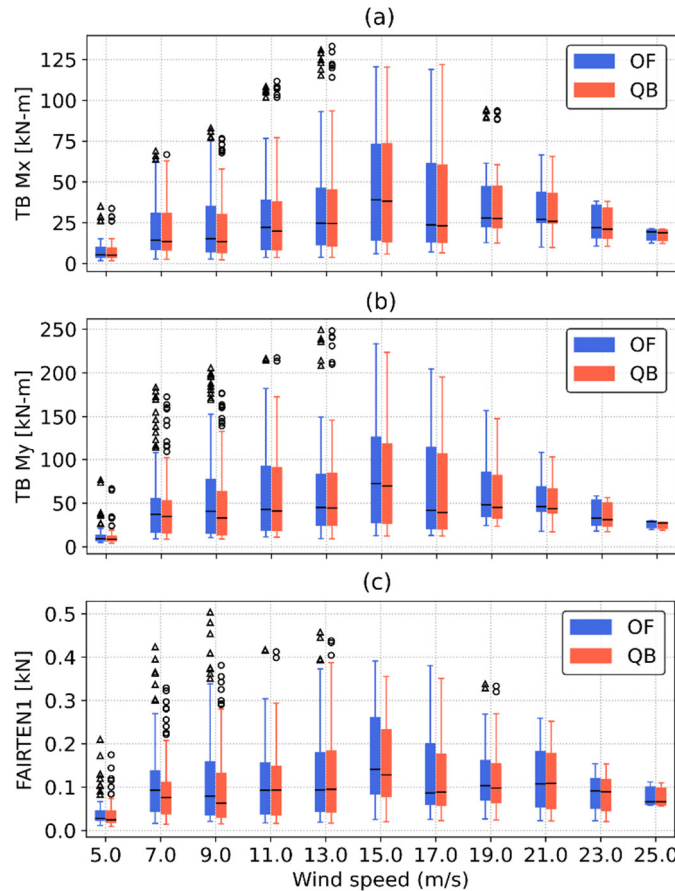 (a)
TB Mx [kN-m]
125
100
75
50
25
0
OF
QB
(b)
TB My [kN-m]
250
200
150
100
50
0
OF
QB
(c)
FAIRTEN1 [kN]
0.5
0.4
0.3
0.2
0.1
0.0
OF
QB
5.0 7.0 9.0 11.0 13.0 15.0 17.0 19.0 21.0 23.0 25.0
Wind speed (m/s)